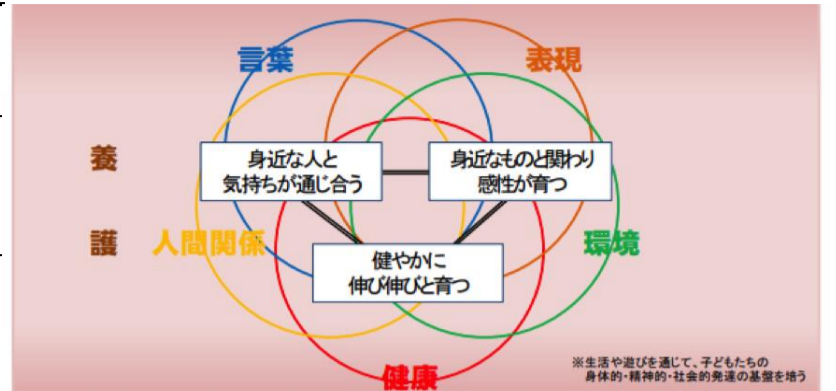 言葉
表現
養
護
身近な人と
気持ちが通じ合う
身近なものと関わり
感性が育つ
人間関係
環境
健やかに
伸び伸びと育つ
健康
※生活や遊びを通じて、子どもたちの
身体的・精神的・社会的発達の基盤を培う